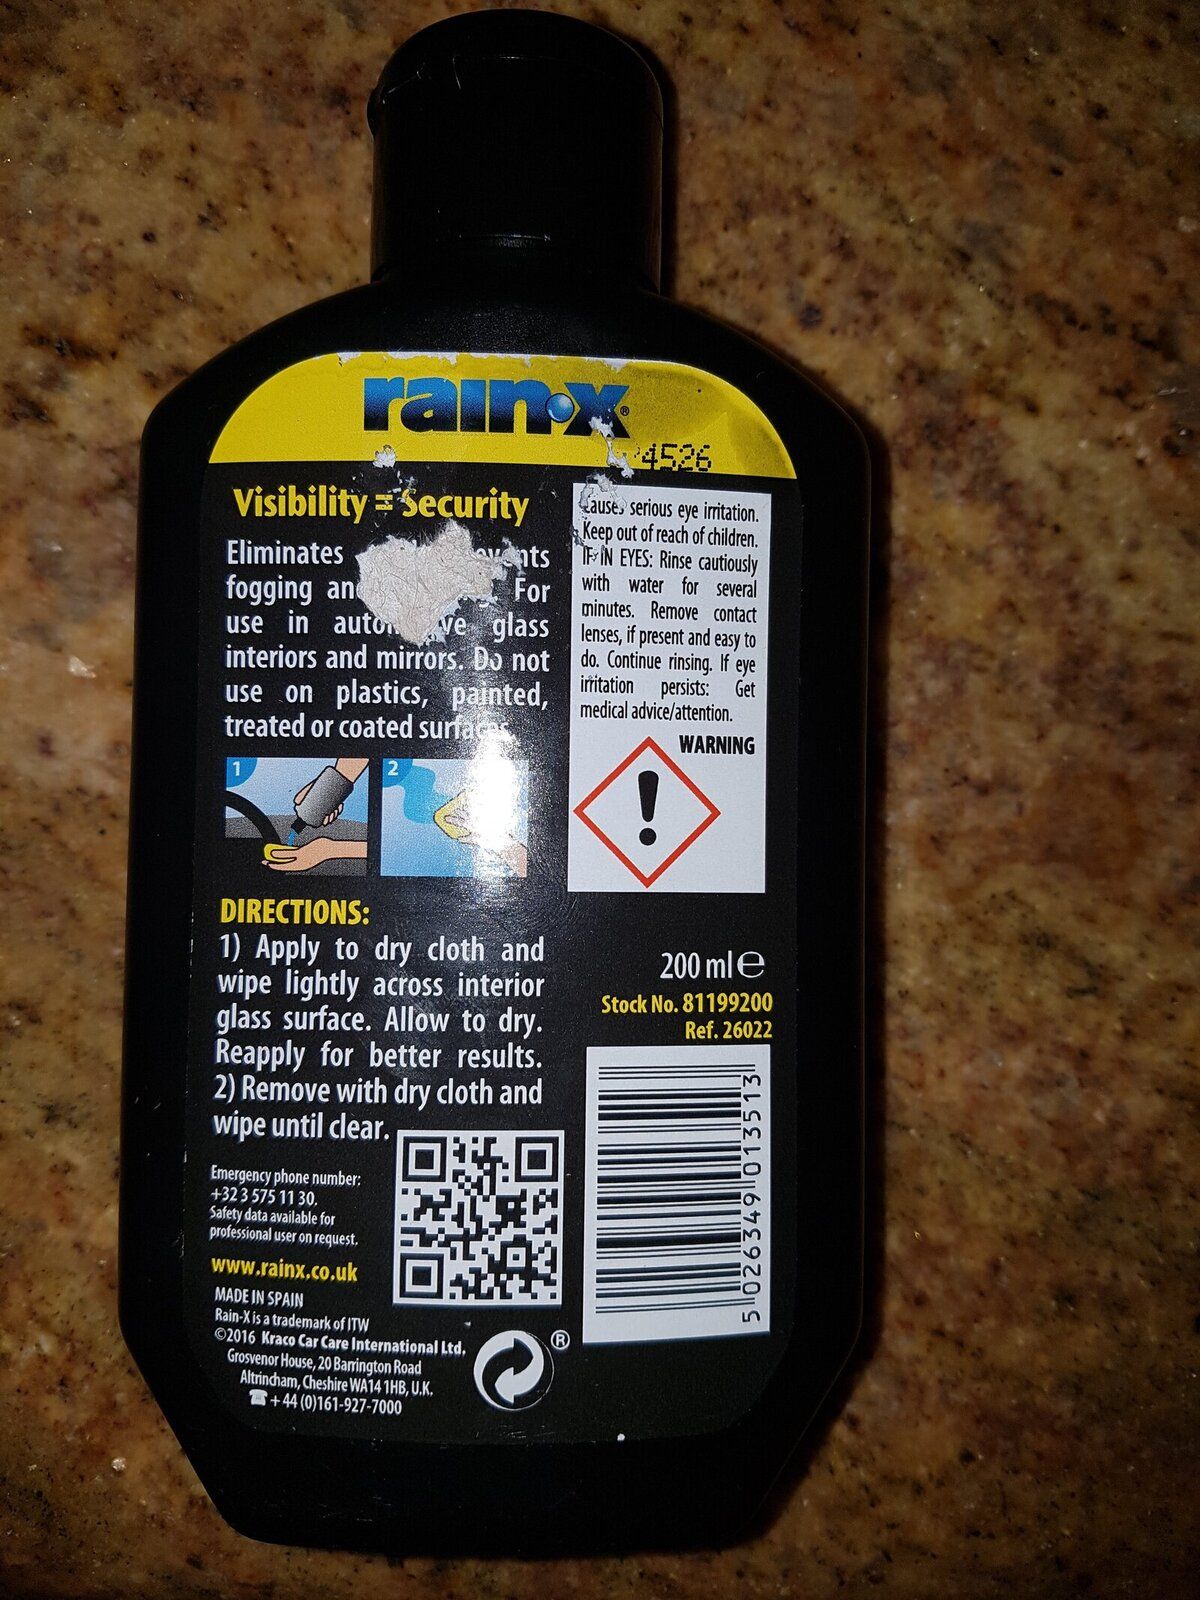 rain·x®
4526
Visibility = Security
Eliminates
fogging and For
use in automotive glass
interiors and mirrors. Do not
use on plastics, painted,
treated or coated surfaces.
1
2
DIRECTIONS:
1) Apply to dry cloth and
wipe lightly across interior
glass surface. Allow to dry.
Reapply for better results.
2) Remove with dry cloth and
wipe until clear.
Emergency phone number:
+32 3 575 11 30.
Safety data available for
professional user on request.
www.rainx.co.uk
MADE IN SPAIN
Rain-X is a trademark of ITW
©2016 Kraco Car Care International Ltd.
Grosvenor House, 20 Barrington Road
Altrincham, Cheshire WA14 1HB, U.K.
☎ + 44 (0)161-927-7000
®
Causes serious eye irritation.
Keep out of reach of children.
IF IN EYES: Rinse cautiously
with water for several
minutes. Remove contact
lenses, if present and easy to
do. Continue rinsing. If eye
irritation persists: Get
medical advice/attention.
WARNING
200 ml ℮
Stock No. 81199200
Ref. 26022
5 026349 013513